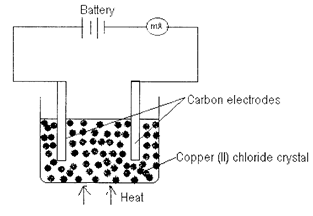 Battery
mA
Carbon electrodes
Copper (II) chloride crystal
Heat